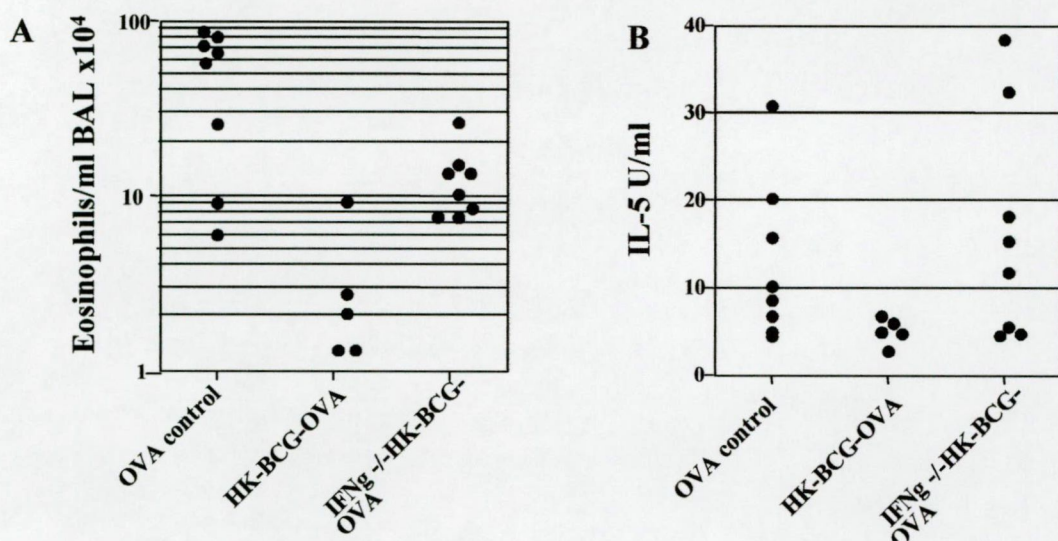 A
Eosinophils/ml BAL x10⁴
100
10
1
OVA control
HK-BCG-OVA
IFNg -/-HK-BCG-
OVA
B
IL-5 U/ml
40
30
20
10
0
OVA control
HK-BCG-OVA
IFNg -/-HK-BCG-
OVA